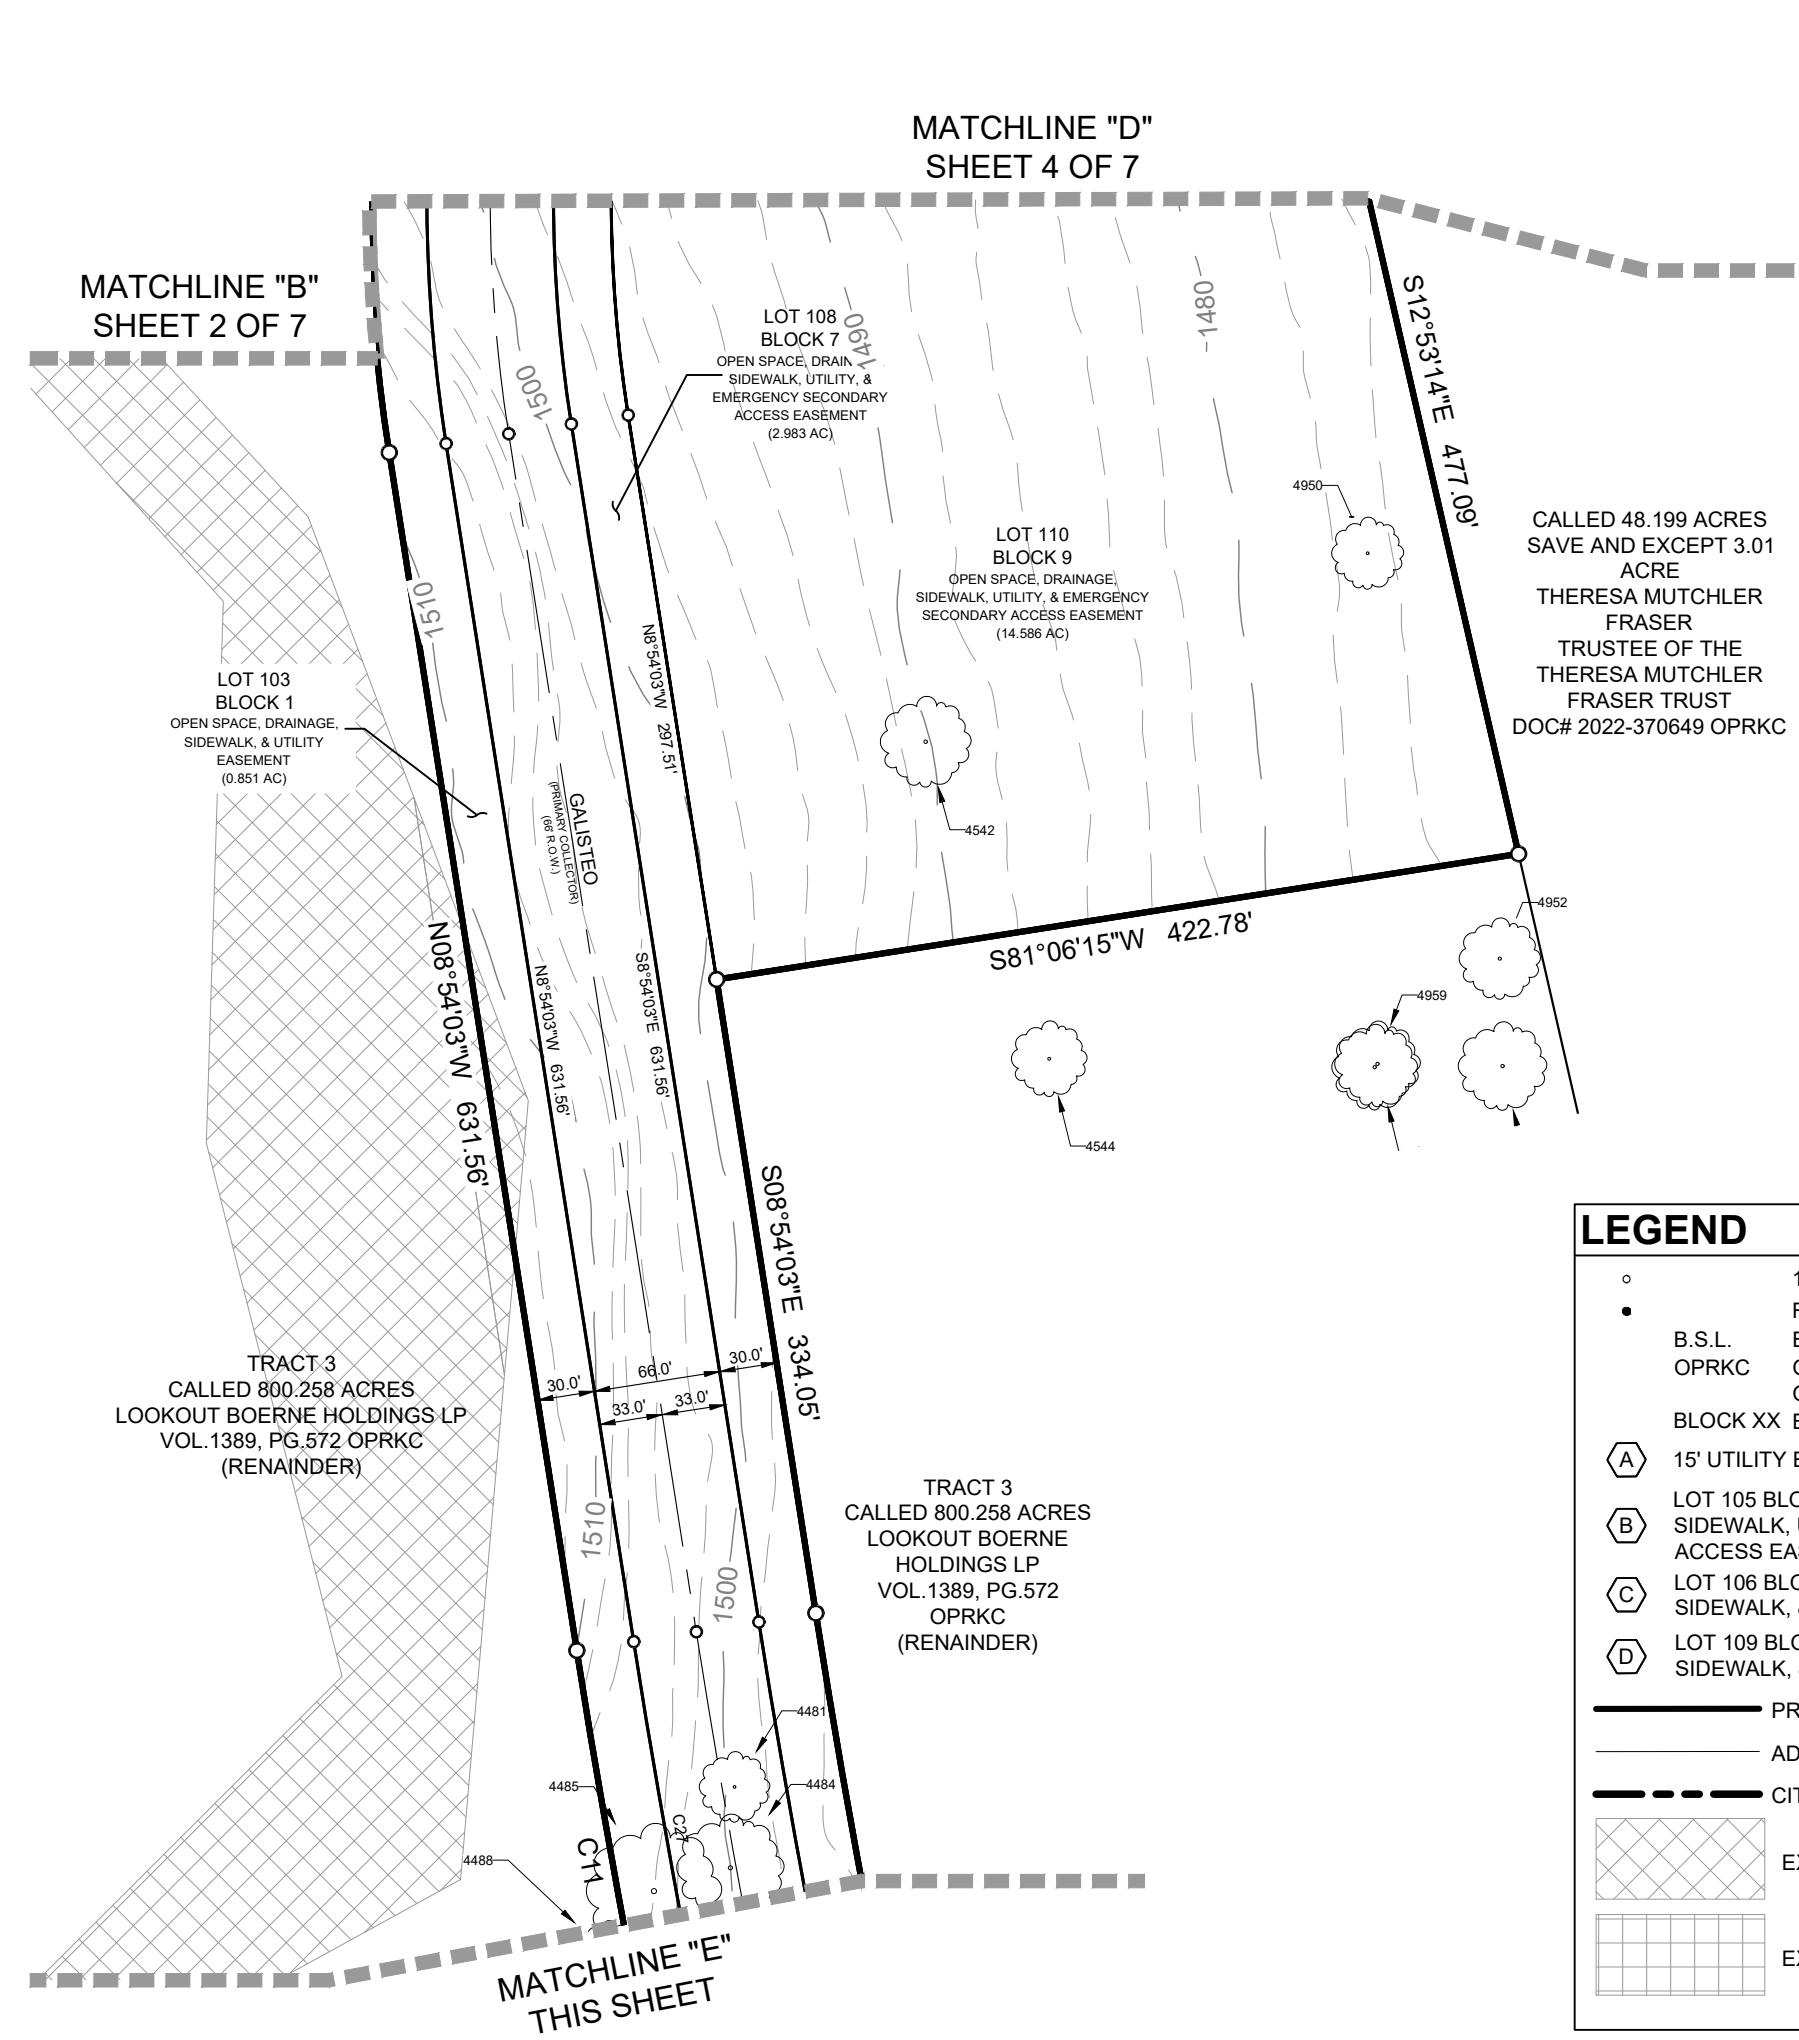 MATCHLINE "D"
SHEET 4 OF 7
MATCHLINE "B"
SHEET 2 OF 7
LOT 108
BLOCK 7
OPEN SPACE,
SIDEWALK, UTILITY, &
EMERGENCY SECONDARY
ACCESS EASEMENT
(2.983 AC)
1490
1480
1500
S12°53'14"E 477.09'
4950
LOT 110
BLOCK 9
OPEN SPACE, DRAINAGE,
SIDEWALK, UTILITY, & EMERGENCY
SECONDARY ACCESS EASEMENT
(14.586 AC)
CALLED 48.199 ACRES
SAVE AND EXCEPT 3.01
ACRE
THERESA MUTCHLER
FRASER
TRUSTEE OF THE
THERESA MUTCHLER
FRASER TRUST
DOC# 2022-370649 OPRKC
1510
LOT 103
BLOCK 1
OPEN SPACE, DRAINAGE,
SIDEWALK, & UTILITY
EASEMENT
(0.851 AC)
N8°54'03"W 297.51'
GALISTEO
(PRIMARY COLLECTOR)
(66' R.O.W.)
4542
S81°06'15"W 422.78'
4952
4959
4544
N08°54'03"W 631.56'
N8°54'03"W 631.56'
S8°54'03"E 631.56'
S08°54'03"E 334.05'
30.0'
66.0'
30.0'
33.0'
33.0'
TRACT 3
CALLED 800.258 ACRES
LOOKOUT BOERNE HOLDINGS LP
VOL.1389, PG.572 OPRKC
(RENAINDER)
TRACT 3
CALLED 800.258 ACRES
LOOKOUT BOERNE
HOLDINGS LP
VOL.1389, PG.572
OPRKC
(RENAINDER)
1510
1500
4481
4485
4484
4488
C11
C27
MATCHLINE "E"
THIS SHEET
LEGEND
B.S.L.
OPRKC
BLOCK XX
A 15' UTILITY
B LOT 105
SIDEWALK,
ACCESS
C LOT 106
SIDEWALK,
D LOT 109
SIDEWALK,